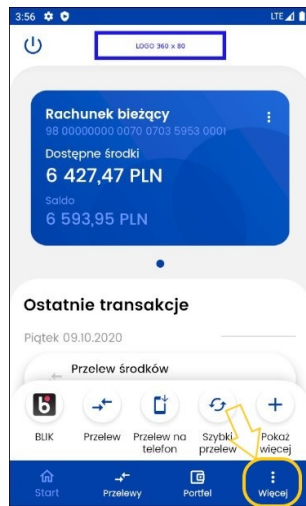 3:56
LTE
LOGO 360 x 80
Rachunek bieżący
98 00000000 0070 0703 5953 0001
Dostępne środki
6 427,47 PLN
Saldo
6 593,95 PLN
Ostatnie transakcje
Piątek 09.10.2020
Przelew środków
BLIK
Przelew
Przelew na
telefon
Szybki
przelew
Pokaż
więcej
Start
Przelewy
Portfel
Więcej